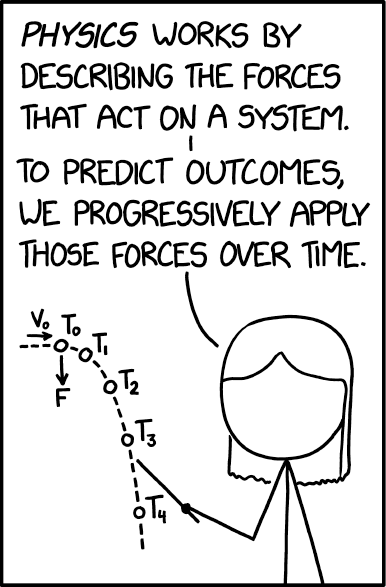 PHYSICS WORKS BY
DESCRIBING THE FORCES
THAT ACT ON A SYSTEM.
TO PREDICT OUTCOMES,
WE PROGRESSIVELY APPLY
THOSE FORCES OVER TIME.
V₀ T₀
T₁
T₂
F
T₃
T₄